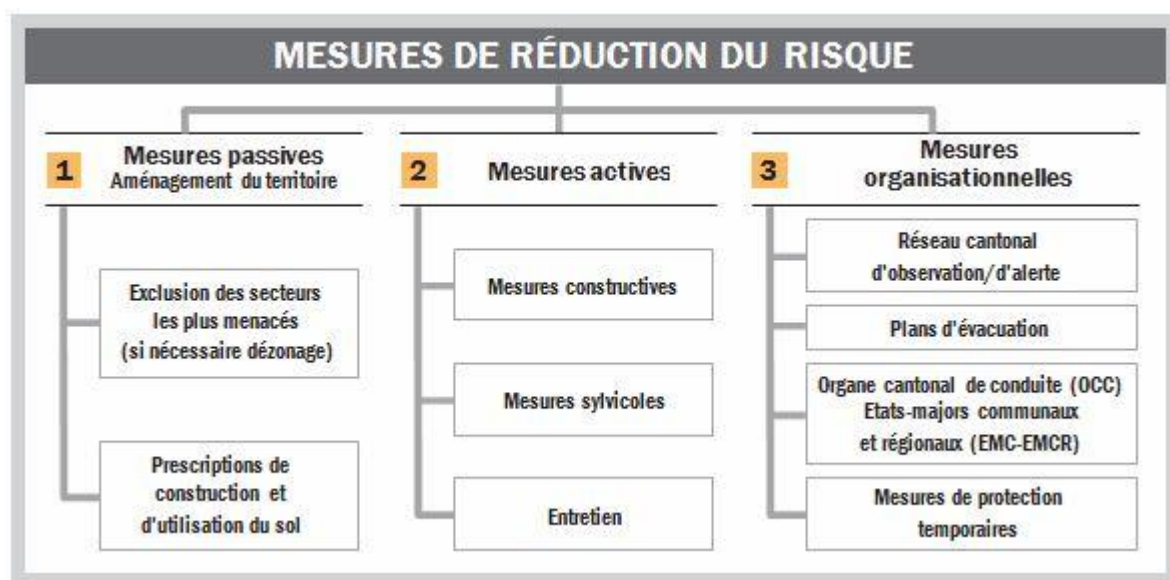 MESURES DE RÉDUCTION DU RISQUE
1
Mesures passives
Aménagement du territoire
Exclusion des secteurs
les plus menacés
(si nécessaire dézonage)
Prescriptions de
construction et
d'utilisation du sol
2
Mesures actives
Mesures constructives
Mesures sylvicoles
Entretien
3
Mesures
organisationnelles
Réseau cantonal
d'observation/d'alerte
Plans d'évacuation
Organe cantonal de conduite (OCC)
Etats-majors communaux
et régionaux (EMC-EMCR)
Mesures de protection
temporaires